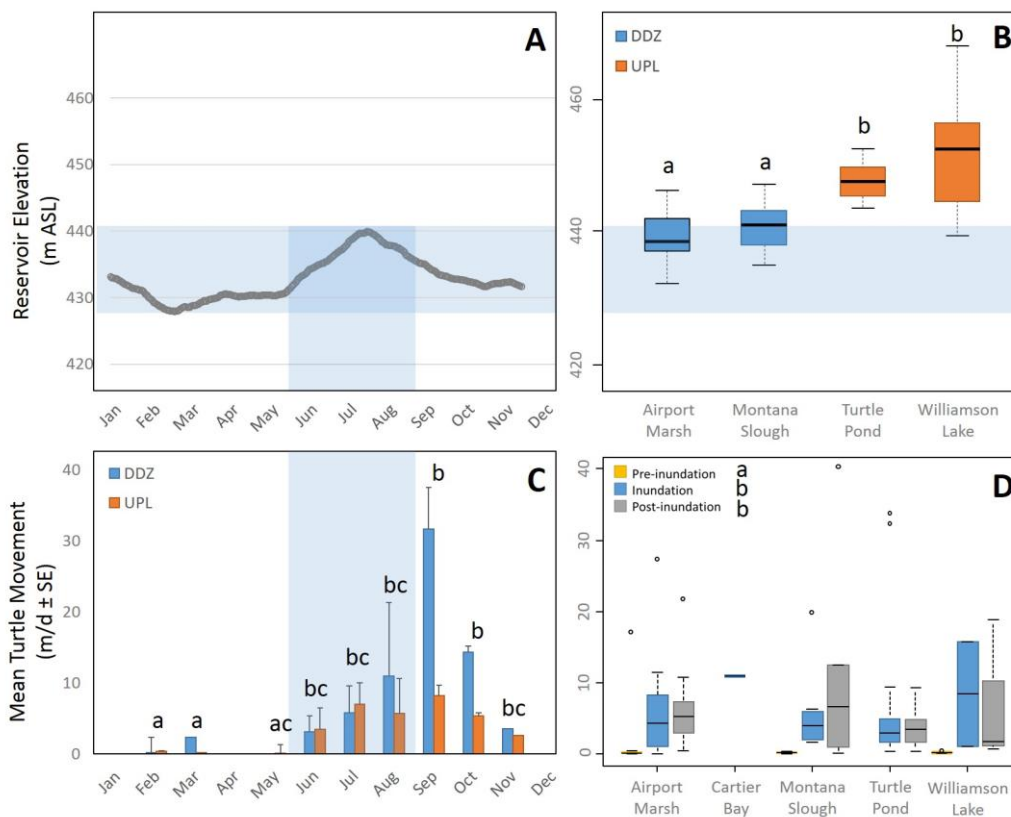 A
Reservoir Elevation
(m ASL)
460
450
440
430
420
Jan Feb Mar Apr May Jun Jul Aug Sep Oct Nov Dec
B
DDZ
UPL
460
440
420
a a b b
Airport Marsh
Montana Slough
Turtle Pond
Williamson Lake
C
Mean Turtle Movement
(m/d ± SE)
DDZ
UPL
40
30
20
10
0
a a ac bc bc bc b b bc
Jan Feb Mar Apr May Jun Jul Aug Sep Oct Nov Dec
D
Pre-inundation a
Inundation b
Post-inundation b
40
30
20
10
0
Airport Marsh
Cartier Bay
Montana Slough
Turtle Pond
Williamson Lake